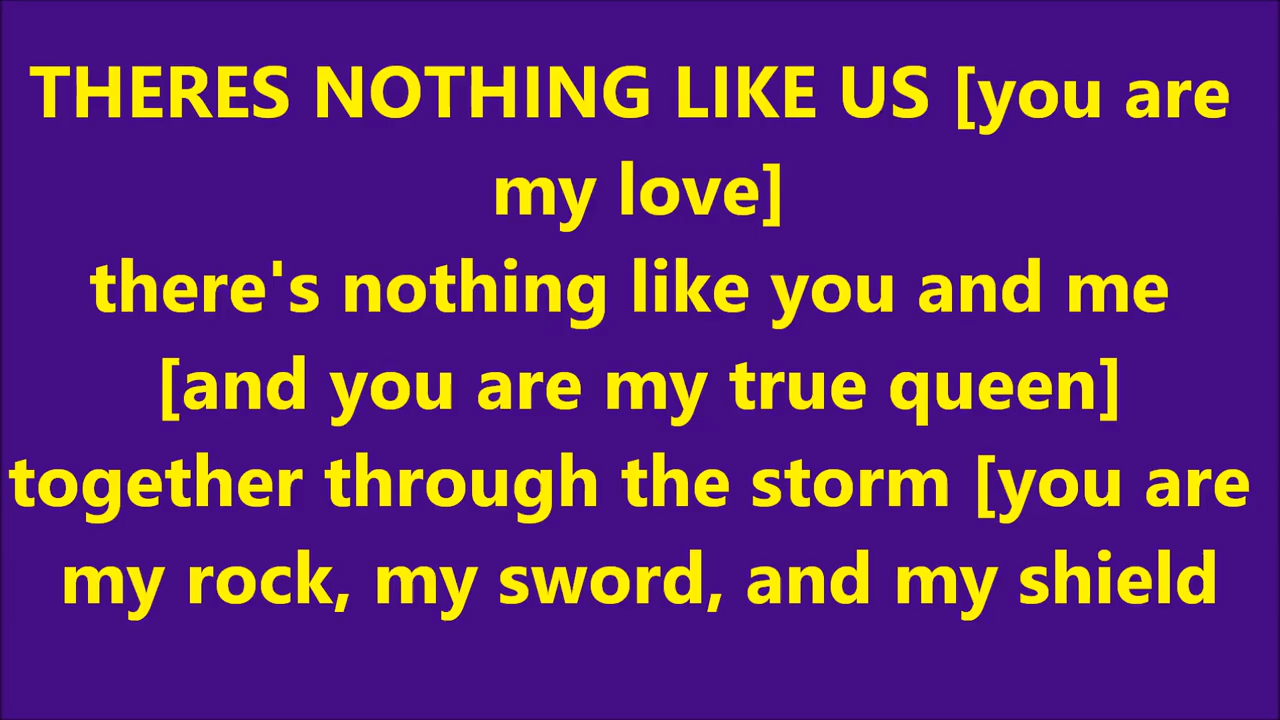 THERES NOTHING LIKE US [you are
my love]
there's nothing like you and me
[and you are my true queen]
together through the storm [you are
my rock, my sword, and my shield